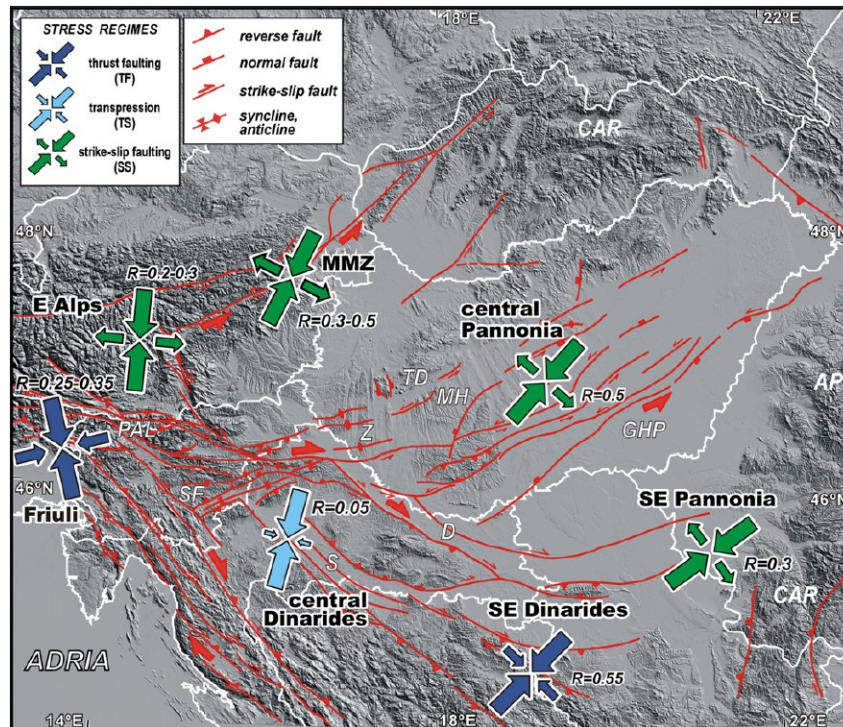 STRESS REGIMES
thrust faulting
(TF)
transpression
(TS)
strike-slip faulting
(SS)
reverse fault
normal fault
strike-slip fault
syncline,
anticline
18°E
22°E
CAR
48°N
48°N
R=0.2-0.3
MMZ
E Alps
R=0.3-0.5
central
Pannonia
R=0.25-0.35
TD
MH
R=0.5
AP
PAL
Z
GHP
46°N
46°N
SF
R=0.05
SE Pannonia
Friuli
D
S
R=0.3
central
Dinarides
SE Dinarides
CAR
ADRIA
R=0.55
14°E
18°E
22°E